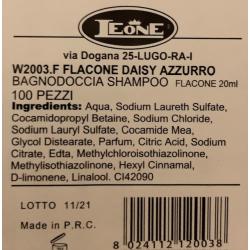 LEONE
via Dogana 25-LUGO-RA-I
W2003.F FLACONE DAISY AZZURRO
BAGNODOCCIA SHAMPOO FLACONE 20ml
100 PEZZI
Ingredients: Aqua, Sodium Laureth Sulfate,
Cocamidopropyl Betaine, Sodium Chloride,
Sodium Lauryl Sulfate, Cocamide Mea,
Glycol Distearate, Parfum, Citric Acid, Sodium
Citrate, Edta, Methylchloroisothiazolinone,
Methylisothiazolinone, Hexyl Cinnamal,
D-limonene, Linalool. CI42090
LOTTO 11/21
Made in P.R.C.
8 024112 120038